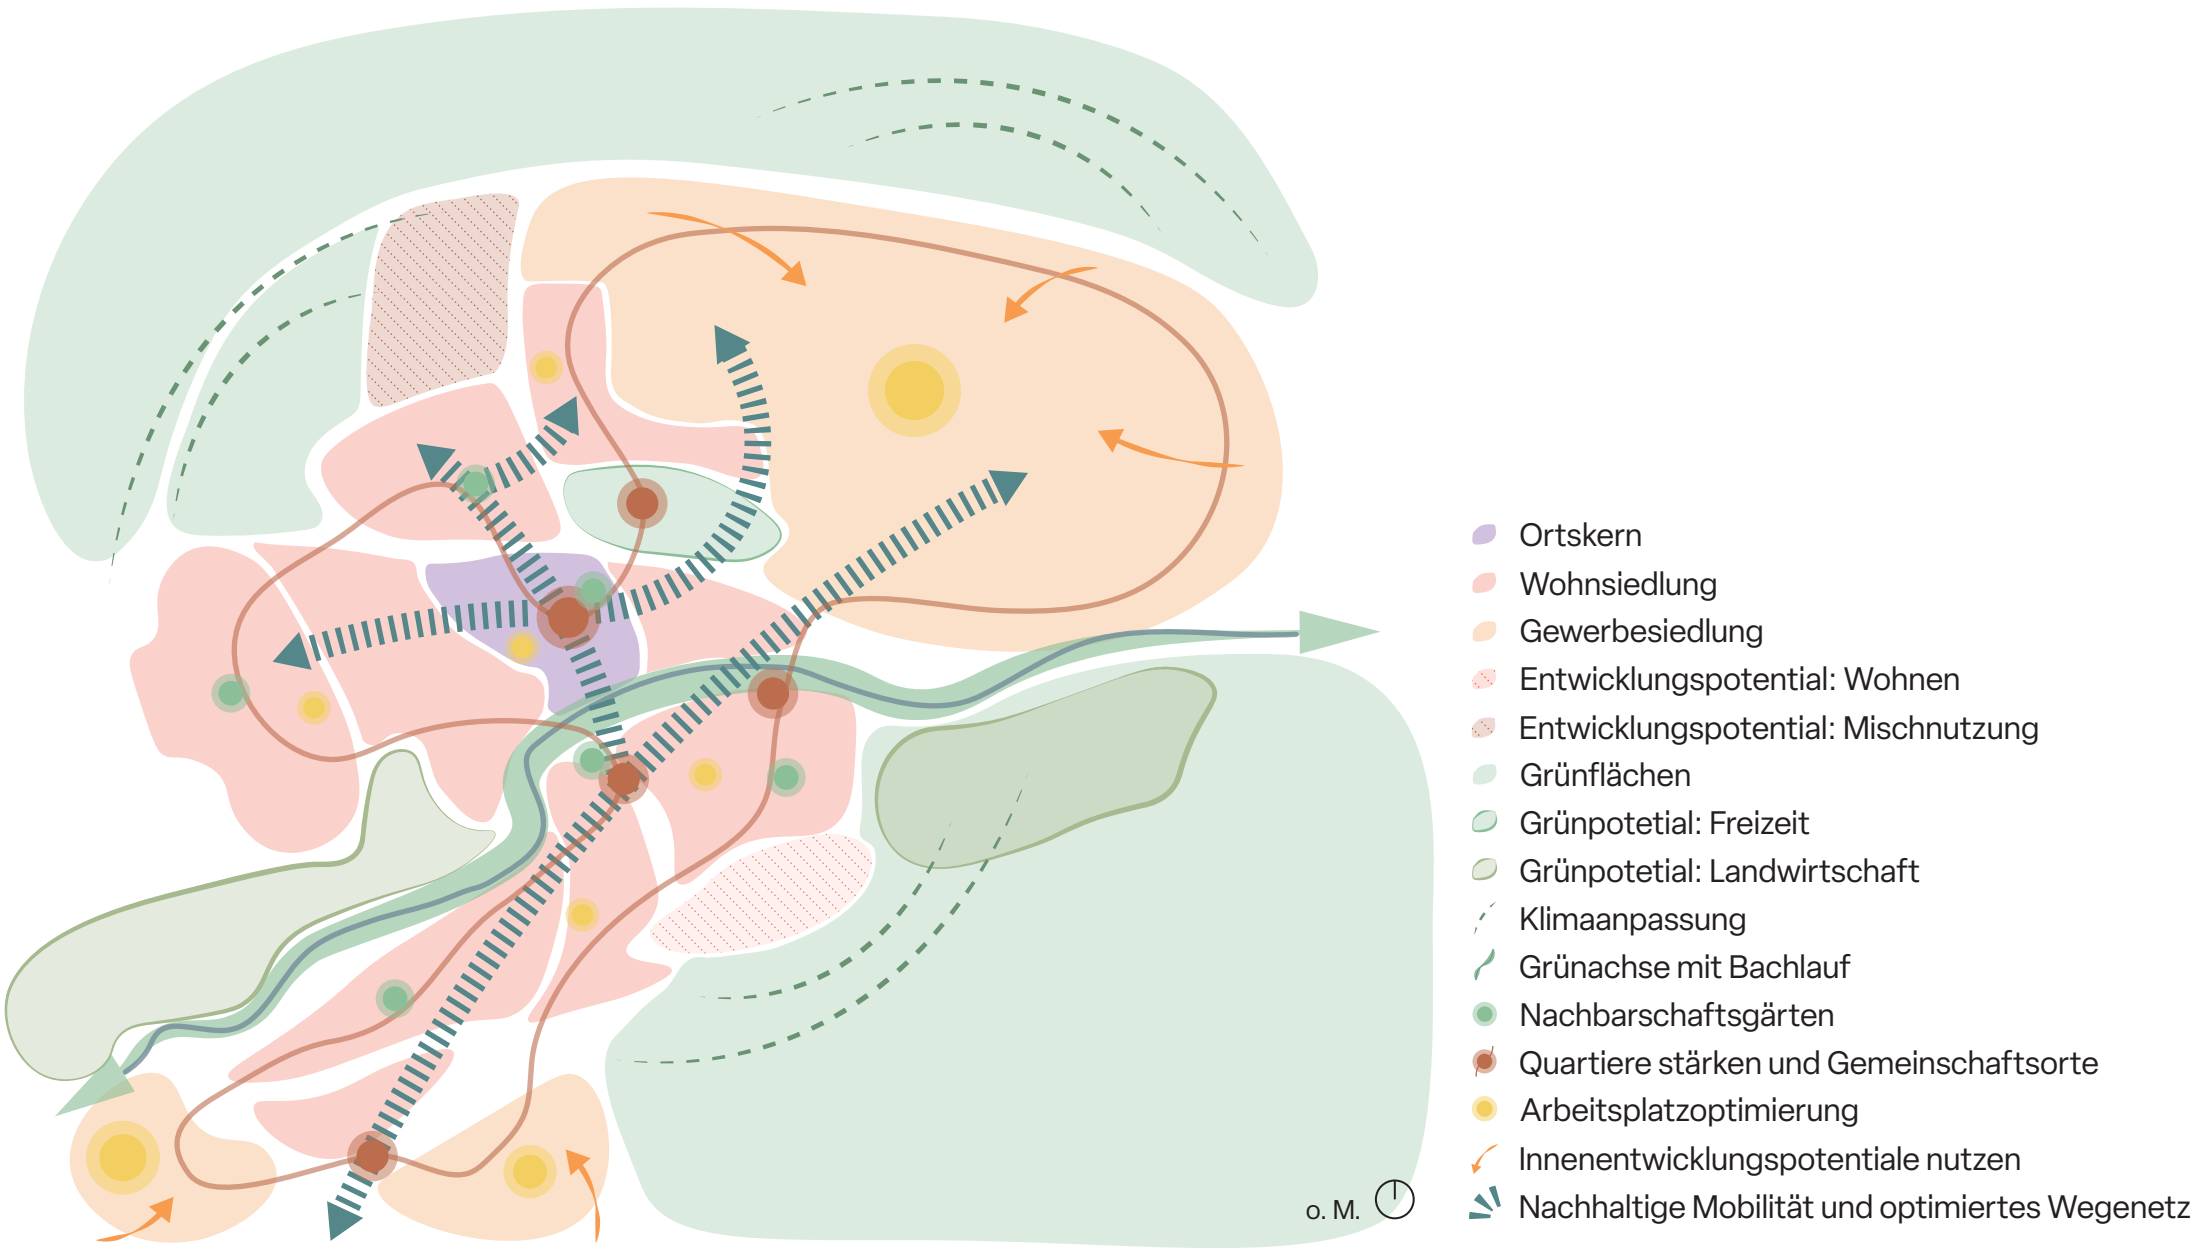 Ortskern
Wohnsiedlung
Gewerbesiedlung
Entwicklungspotential: Wohnen
Entwicklungspotential: Mischnutzung
Grünflächen
Grünpotetial: Freizeit
Grünpotetial: Landwirtschaft
Klimaanpassung
Grünachse mit Bachlauf
Nachbarschaftsgärten
Quartiere stärken und Gemeinschaftsorte
Arbeitsplatzoptimierung
Innenentwicklungspotentiale nutzen
Nachhaltige Mobilität und optimiertes Wegenetz
o. M.